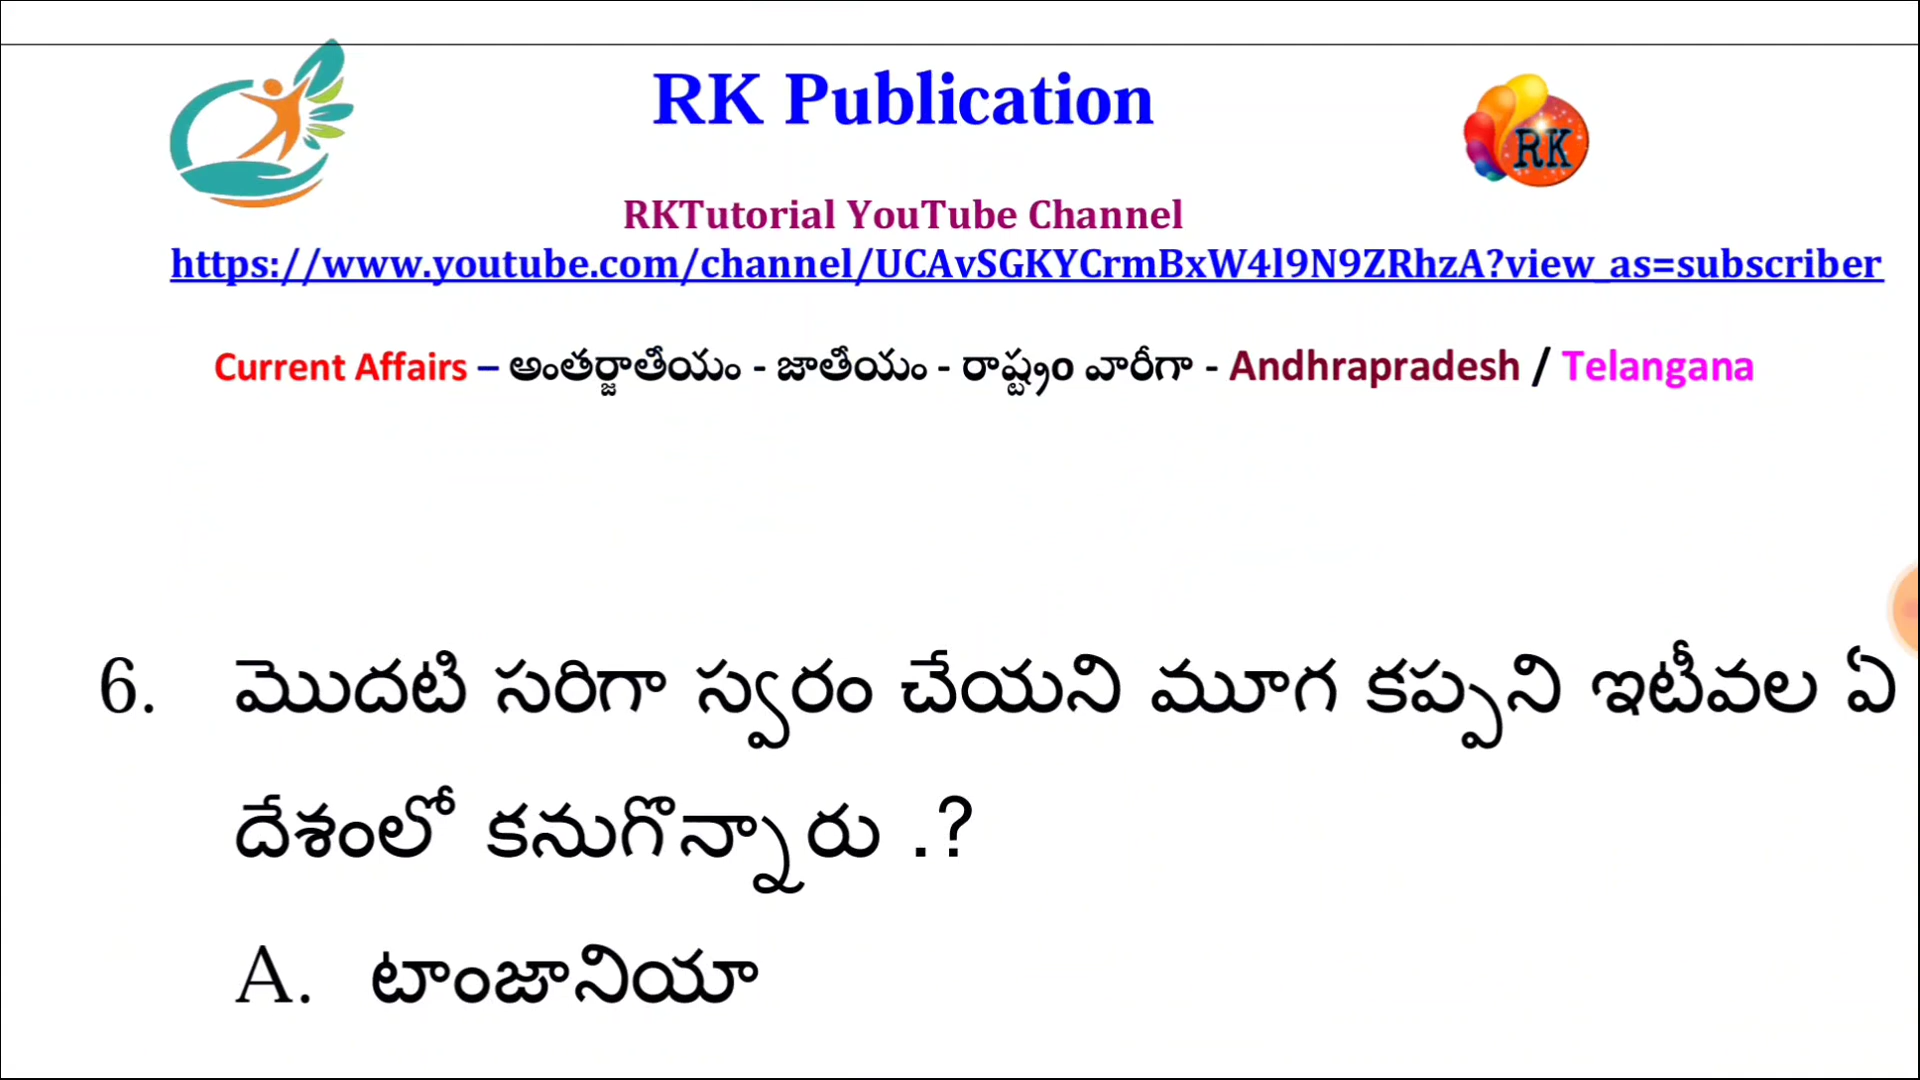 RK Publication
RK
RKTutorial YouTube Channel
https://www.youtube.com/channel/UCAvSGKYCrmBxW4l9N9ZRhzA?view_as=subscriber
Current Affairs – అంతర్జాతీయం - జాతీయం - రాష్ట్రం వారీగా - Andhrapradesh / Telangana
6. మొదటి సరిగా స్వరం చేయని మూగ కప్పని ఇటీవల ఏ
దేశంలో కనుగొన్నారు .?
A. టాంజానియా